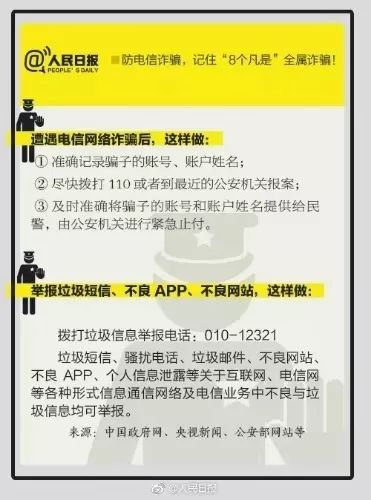 @人民日报
PEOPLE'S DAILY
防电信诈骗，记住“8个凡是”全属诈骗！
遭遇电信网络诈骗后，这样做：
① 准确记录骗子的账号、账户姓名；
② 尽快拨打 110 或者到最近的公安机关报案；
③ 及时准确将骗子的账号和账户姓名提供给民
警，由公安机关进行紧急止付。
举报垃圾短信、不良 APP、不良网站，这样做：
拨打垃圾信息举报电话：010-12321
垃圾短信、骚扰电话、垃圾邮件、不良网站、
不良 APP、个人信息泄露等关于互联网、电信网
等各种形式信息通信网络及电信业务中不良与垃
圾信息均可举报。
来源：中国政府网、央视新闻、公安部网站等
@人民日报